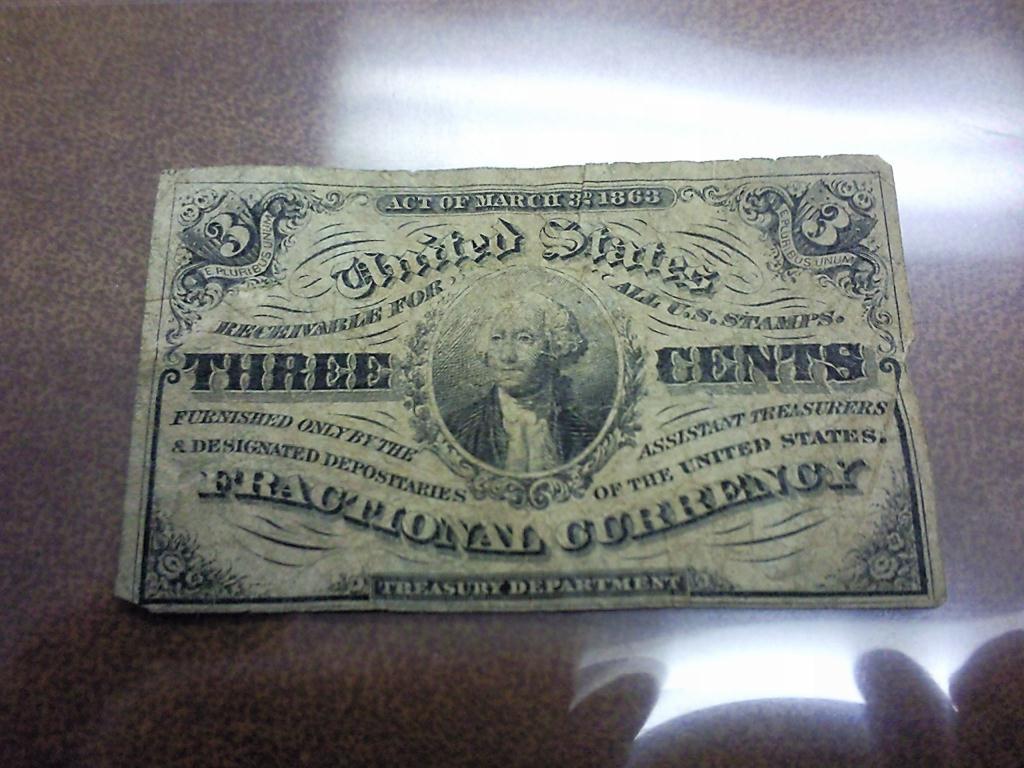 ACT OF MARCH 3D 1863
3 3
E PLURIBUS UNUM E PLURIBUS UNUM
United States
RECEIVABLE FOR ALL U.S. STAMPS.
THREE CENTS
FURNISHED ONLY BY THE ASSISTANT TREASURERS
& DESIGNATED DEPOSITARIES OF THE UNITED STATES.
FRACTIONAL CURRENCY
TREASURY DEPARTMENT